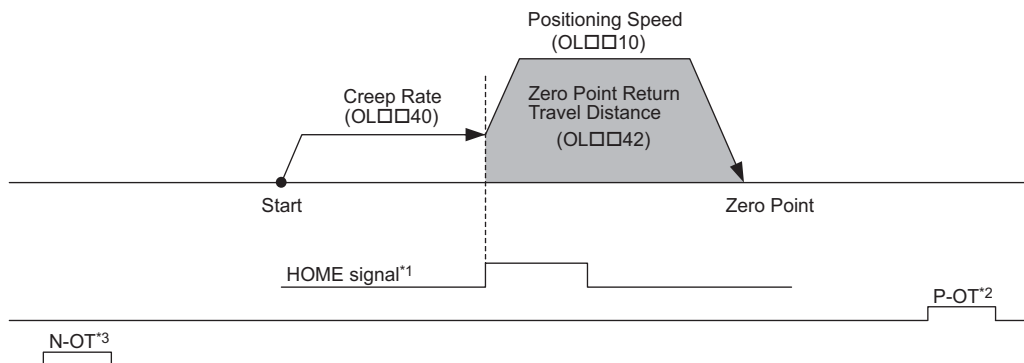 Positioning Speed
(OL□□10)
Creep Rate
(OL□□40)
Zero Point Return
Travel Distance
(OL□□42)
Start
Zero Point
HOME signal*1
P-OT*2
N-OT*3